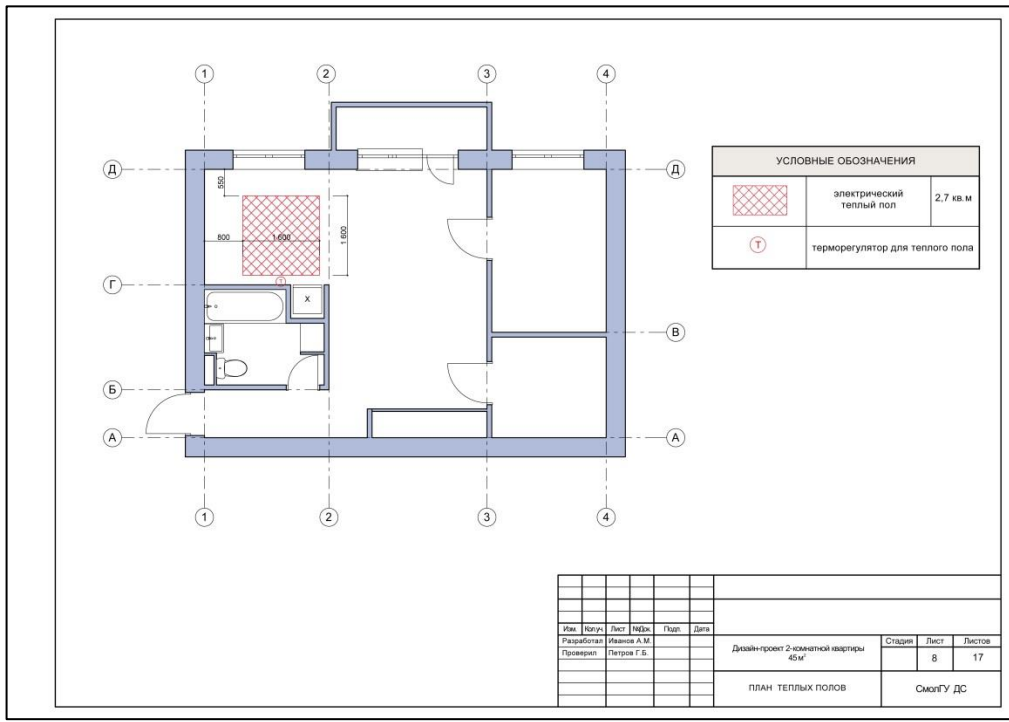 1
2
3
4
Д
Д
УСЛОВНЫЕ ОБОЗНАЧЕНИЯ
электрический
теплый пол
2,7 кв.м
Т
терморегулятор для теплого пола
550
800
1 600
1 600
Т
Г
Х
В
Б
А
А
1
2
3
4
Изм. Кол.уч Лист №Док. Подп. Дата
Разработал Иванов А.М.
Проверил Петров Г.Б.
Дизайн-проект 2-комнатной квартиры
45 м²
Стадия Лист Листов
8 17
ПЛАН ТЕПЛЫХ ПОЛОВ
СмолГУ ДС